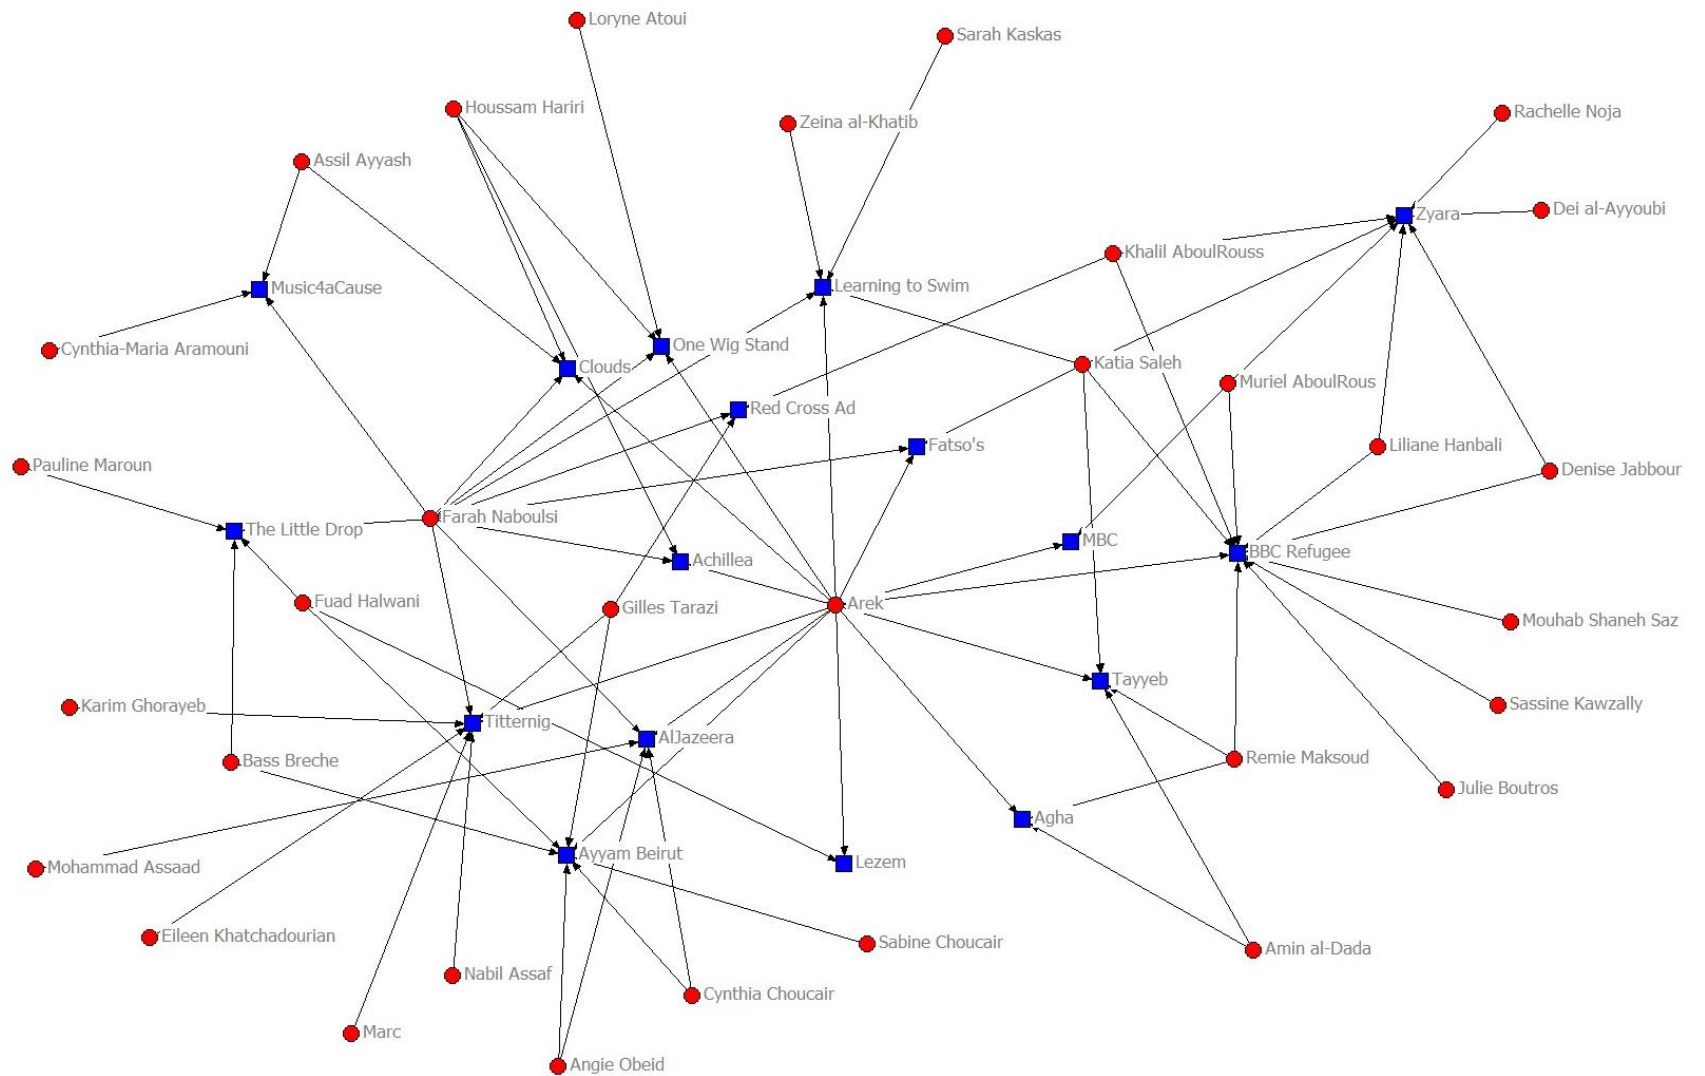 Loryne Atoui
Sarah Kaskas
Houssam Hariri
Zeina al-Khatib
Rachelle Noja
Assil Ayyash
Dei al-Ayyoubi
Zyara
Khalil AboulRouss
Music4aCause
Learning to Swim
One Wig Stand
Cynthia-Maria Aramouni
Clouds
Katia Saleh
Muriel AboulRous
Red Cross Ad
Fatso's
Liliane Hanbali
Pauline Maroun
Denise Jabbour
Farah Naboulsi
The Little Drop
MBC
BBC Refugee
Achillea
Fuad Halwani
Gilles Tarazi
Arek
Mouhab Shaneh Saz
Tayyeb
Karim Ghorayeb
Sassine Kawzally
Titternig
AlJazeera
Bass Breche
Remie Maksoud
Julie Boutros
Agha
Ayyam Beirut
Lezem
Mohammad Assaad
Eileen Khatchadourian
Sabine Choucair
Amin al-Dada
Nabil Assaf
Cynthia Choucair
Marc
Angie Obeid